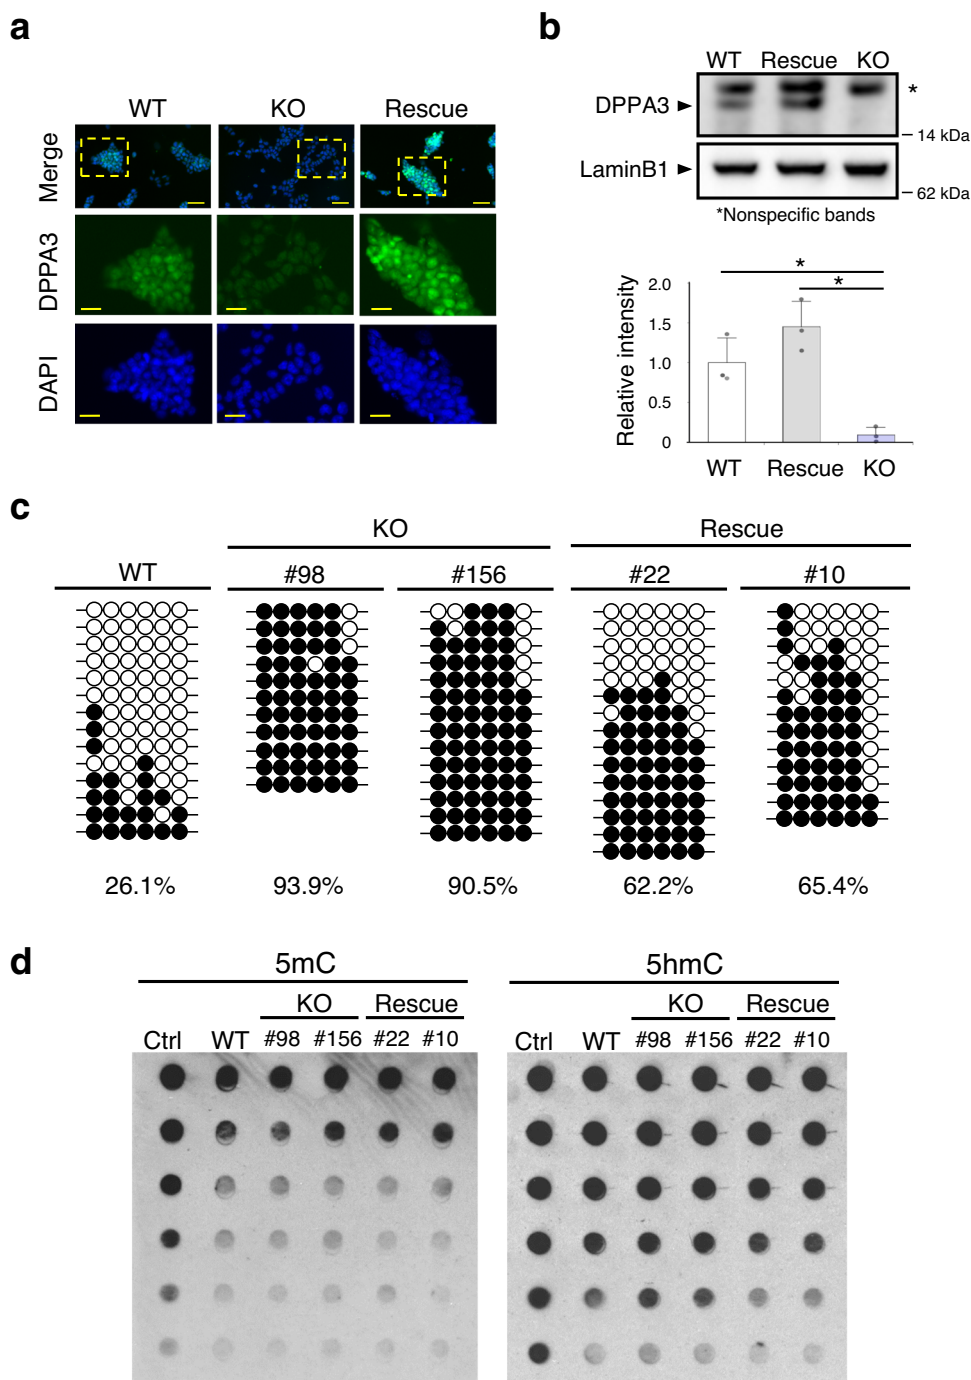 a
WT KO Rescue
Merge
DPPA3
DAPI
b
WT Rescue KO
DPPA3
*
14 kDa
LaminB1
62 kDa
*Nonspecific bands
*
*
Relative intensity
2.0
1.5
1.0
0.5
0
WT Rescue KO
c
KO Rescue
WT #98 #156 #22 #10
26.1% 93.9% 90.5% 62.2% 65.4%
d
5mC 5hmC
KO Rescue KO Rescue
Ctrl WT #98 #156 #22 #10 Ctrl WT #98 #156 #22 #10